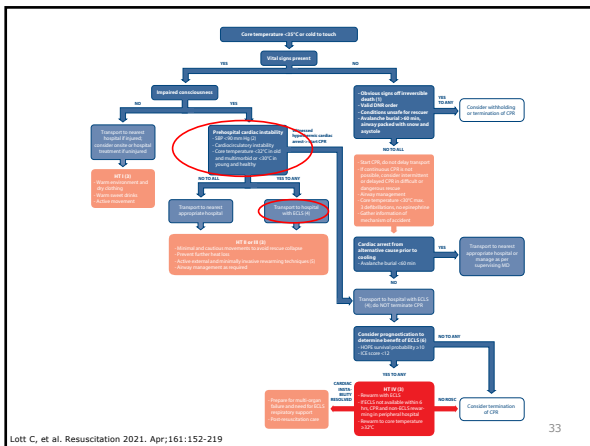 Core temperature <35°C or cold to touch
Vital signs present
YES
NO
Impaired consciousness
NO
YES
Transport to nearest
hospital if injured;
consider onsite or hospital
treatment if uninjured
HT I (3)
- Warm environment and
dry clothing
- Warm sweet drinks
- Active movement
Prehospital cardiac instability
- SBP <90 mm Hg (2)
- Cardiocirculatory instability
- Core temperature <32°C in old
and multimorbid or <30°C in
young and healthy
hypothermic cardiac
arrest > Start CPR
NO TO ALL
YES TO ANY
Transport to nearest
appropriate hospital
Transport to hospital
with ECLS (4)
HT II or III (3)
- Minimal and cautious movements to avoid rescue collapse
- Prevent further heat loss
- Active external and minimally invasive rewarming techniques (5)
- Airway management as required
- Obvious signs off irreversible
death (1)
- Valid DNR order
- Conditions unsafe for rescuer
- Avalanche burial >60 min,
airway packed with snow and
asystole
YES
TO ANY
Consider withholding
or termination of CPR
NO TO ALL
- Start CPR, do not delay transport
- If continuous CPR is not
possible, consider intermittent
or delayed CPR in difficult or
dangerous rescue
- Airway management
- Core temperature <30°C max
3 defibrillations, no epinephrine
- Gather information of
mechanism of accident
Cardiac arrest from
alternative cause prior to
cooling
- Avalanche burial <60 min
YES
Transport to nearest
appropriate hospital or
manage as per
supervising MD
NO
Transport to hospital with ECLS
(4); do NOT terminate CPR
Consider prognostication to
determine benefit of ECLS (6)
- HOPE survival probability ≥10
- ICE score <12
NO TO ANY
YES TO ANY
CARDIAC
INSTA-
BILITY
RESOLVED
- Prepare for multi-organ
failure and need for ECLS
respiratory support
- Post-resuscitation care
HT IV (3)
- Rewarm with ECLS
- If ECLS not available within 6
hrs, CPR and non-ECLS rewar-
ming in peripheral hospital
- Rewarm to core temperature
≥32°C
NO ROSC
Consider termination
of CPR
Lott C, et al. Resuscitation 2021. Apr;161:152-219
33